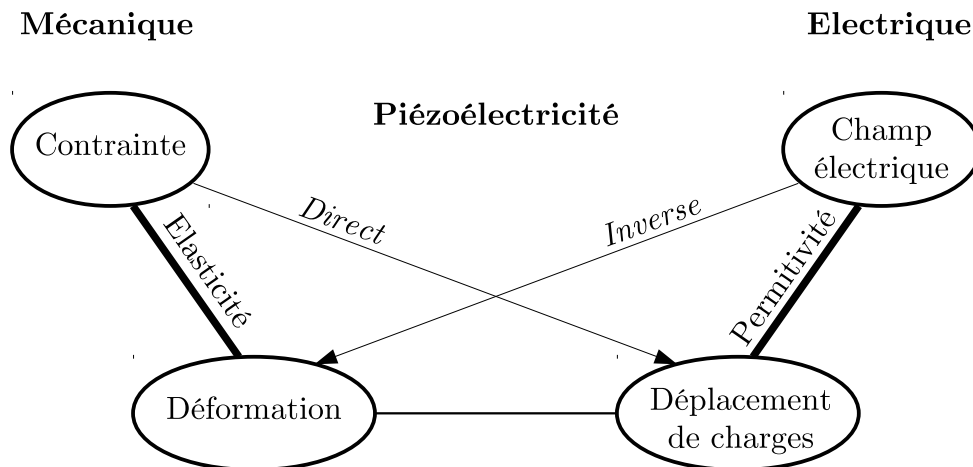 Mécanique
Electrique
Piézoélectricité
Contrainte
Champ
électrique
Direct
Inverse
Elasticité
Permitivité
Déformation
Déplacement
de charges